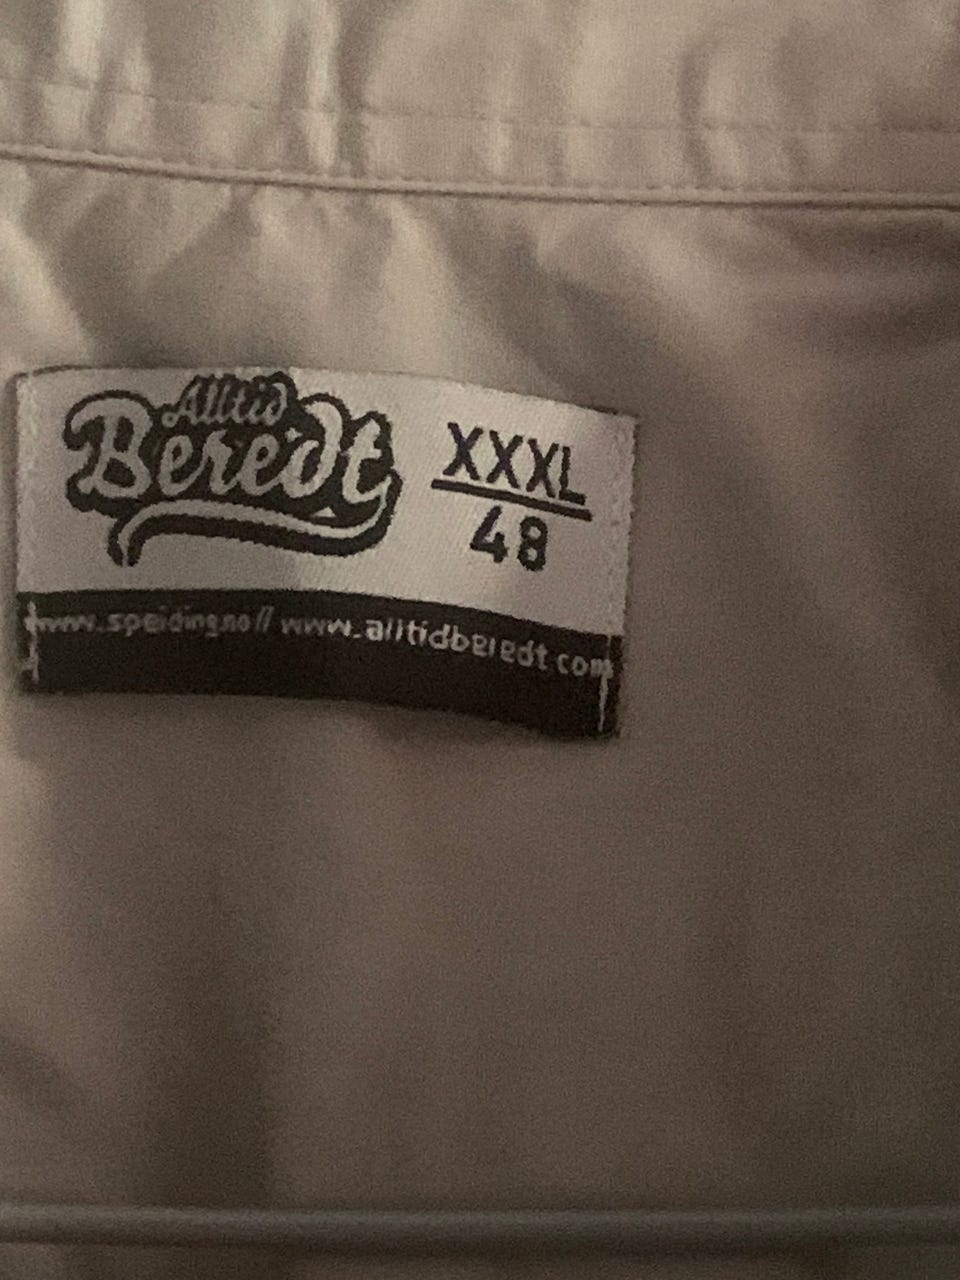 Alltid
Beredt
XXXL
48
www.speiding.no // www.alltidberedt.com